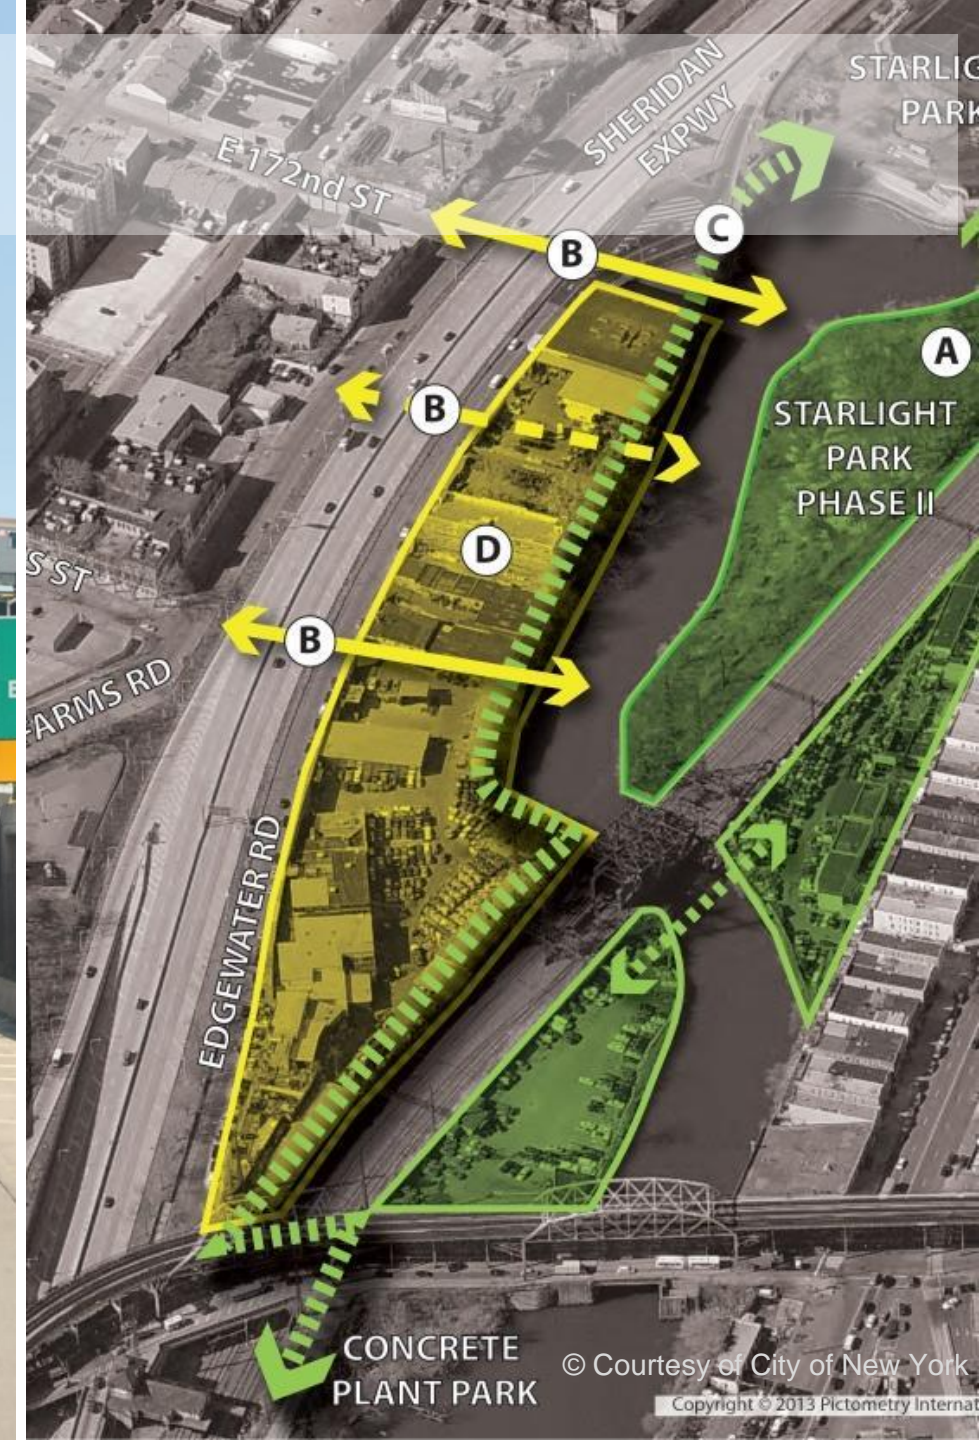 STARLIG
PARK
SHERIDAN
EXPWY
E 172nd ST
C
B
A
B
STARLIGHT
PARK
PHASE II
D
S ST
B
FARMS RD
EDGEWATER RD
CONCRETE
PLANT PARK
© Courtesy of City of New York
Copyright © 2013 Pictometry Internat